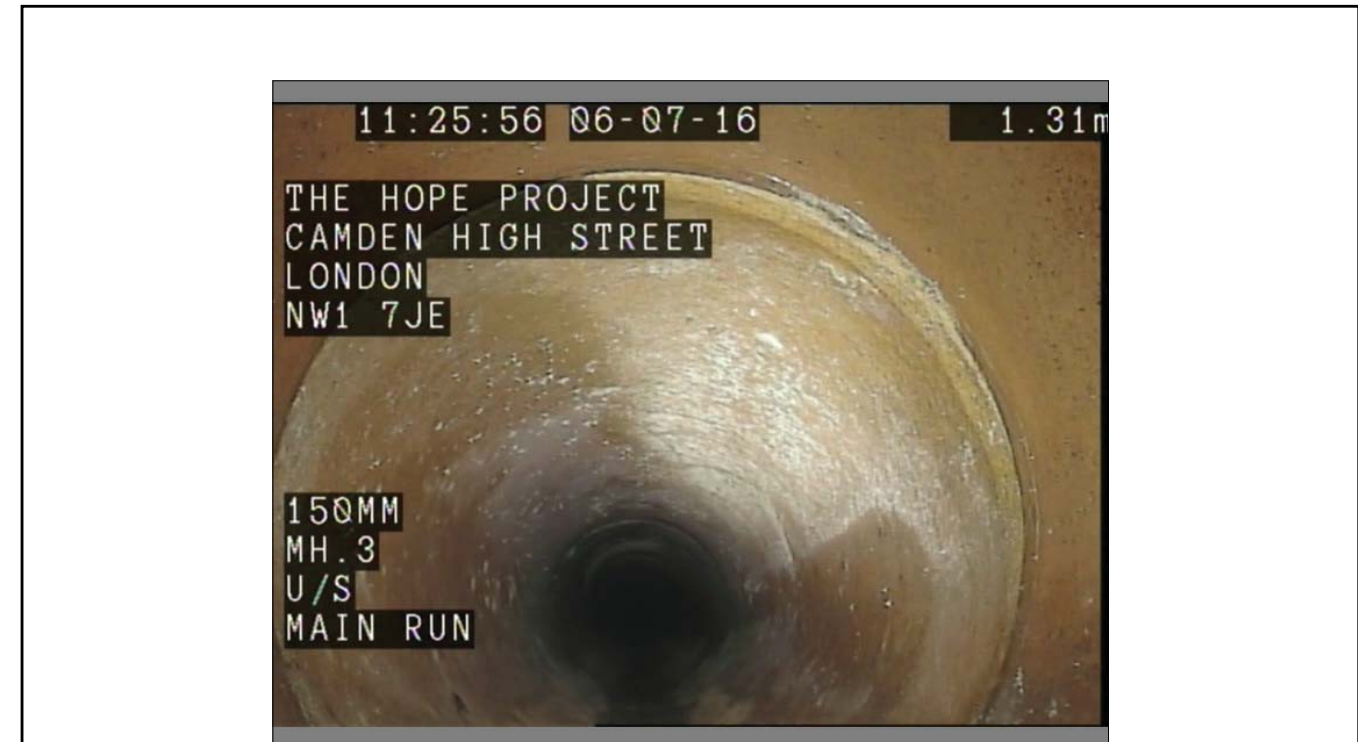 11:25:56 06-07-16 1.31m
THE HOPE PROJECT
CAMDEN HIGH STREET
LONDON
NW1 7JE
150MM
MH.3
U/S
MAIN RUN